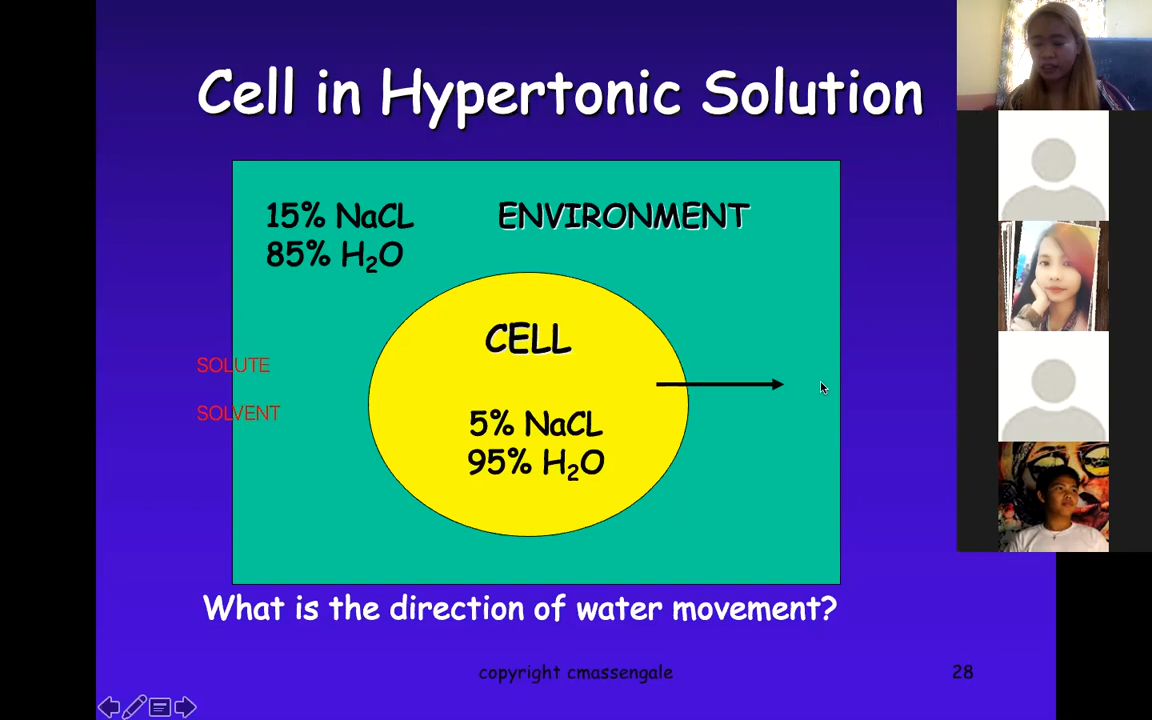 Cell in Hypertonic Solution
15% NaCL
85% H₂O
ENVIRONMENT
CELL
SOLUTE
SOLVENT
5% NaCL
95% H₂O
What is the direction of water movement?
copyright cmassengale
28